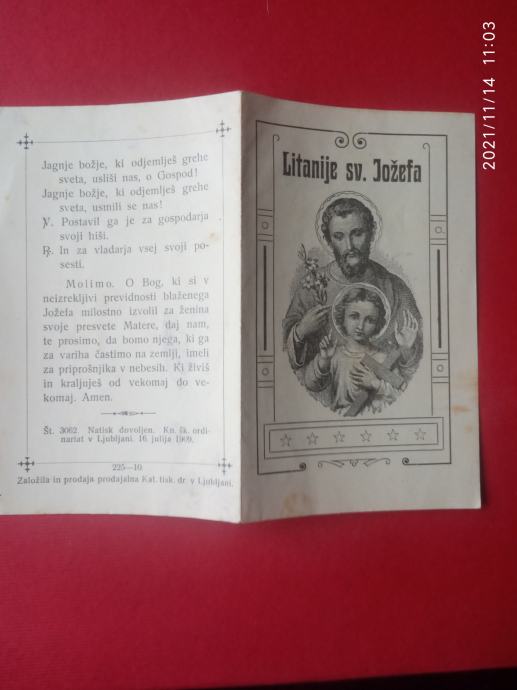 Jagnje božje, ki odjemlješ grehe
sveta, usliši nas, o Gospod!
Jagnje božje, ki odjemlješ grehe
sveta, usmili se nas!
℣. Postavil ga je za gospodarja
svoji hiši.
℟. In za vladarja vsej svoji po-
sesti.
Molimo. O Bog, ki si v
neizrekljivi previdnosti blaženega
Jožefa milostno izvolil za ženina
svoje presvete Matere, daj nam,
te prosimo, da bomo njega, ki ga
za variha častimo na zemlji, imeli
za priprošnjika v nebesih. Ki živiš
in kraljuješ od vekomaj do ve-
komaj. Amen.
Št. 3062. Natisk dovoljen. Kn. šk. ordi-
nariat v Ljubljani. 16. julija 1909.
225—10.
Založila in prodaja prodajalna Kat. tisk. dr. v Ljubljani.
Litanije sv. Jožefa
2021/11/14 11:03